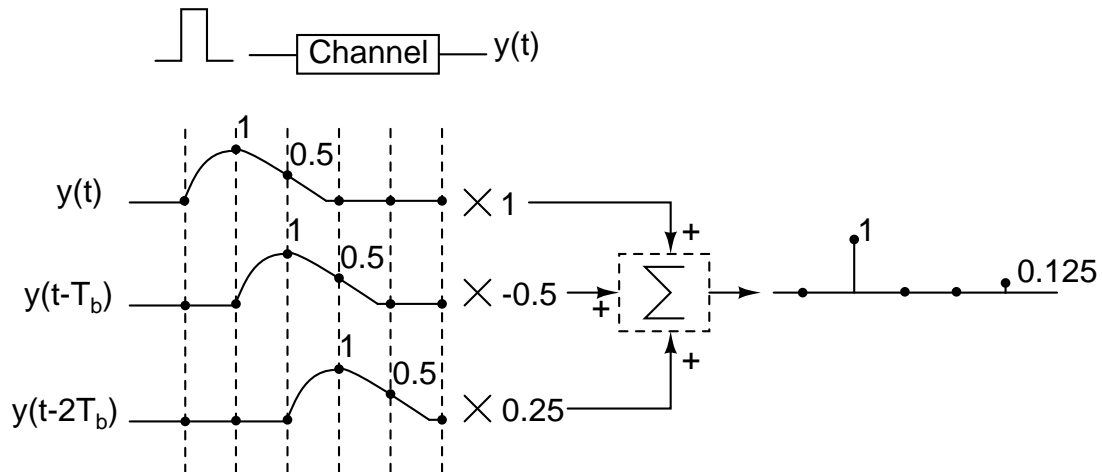 Channel y(t)
1
0.5
y(t) × 1
+
1
1
0.5
0.125
y(t-T_b) × -0.5
+
Σ
+
1
0.5
y(t-2T_b) × 0.25